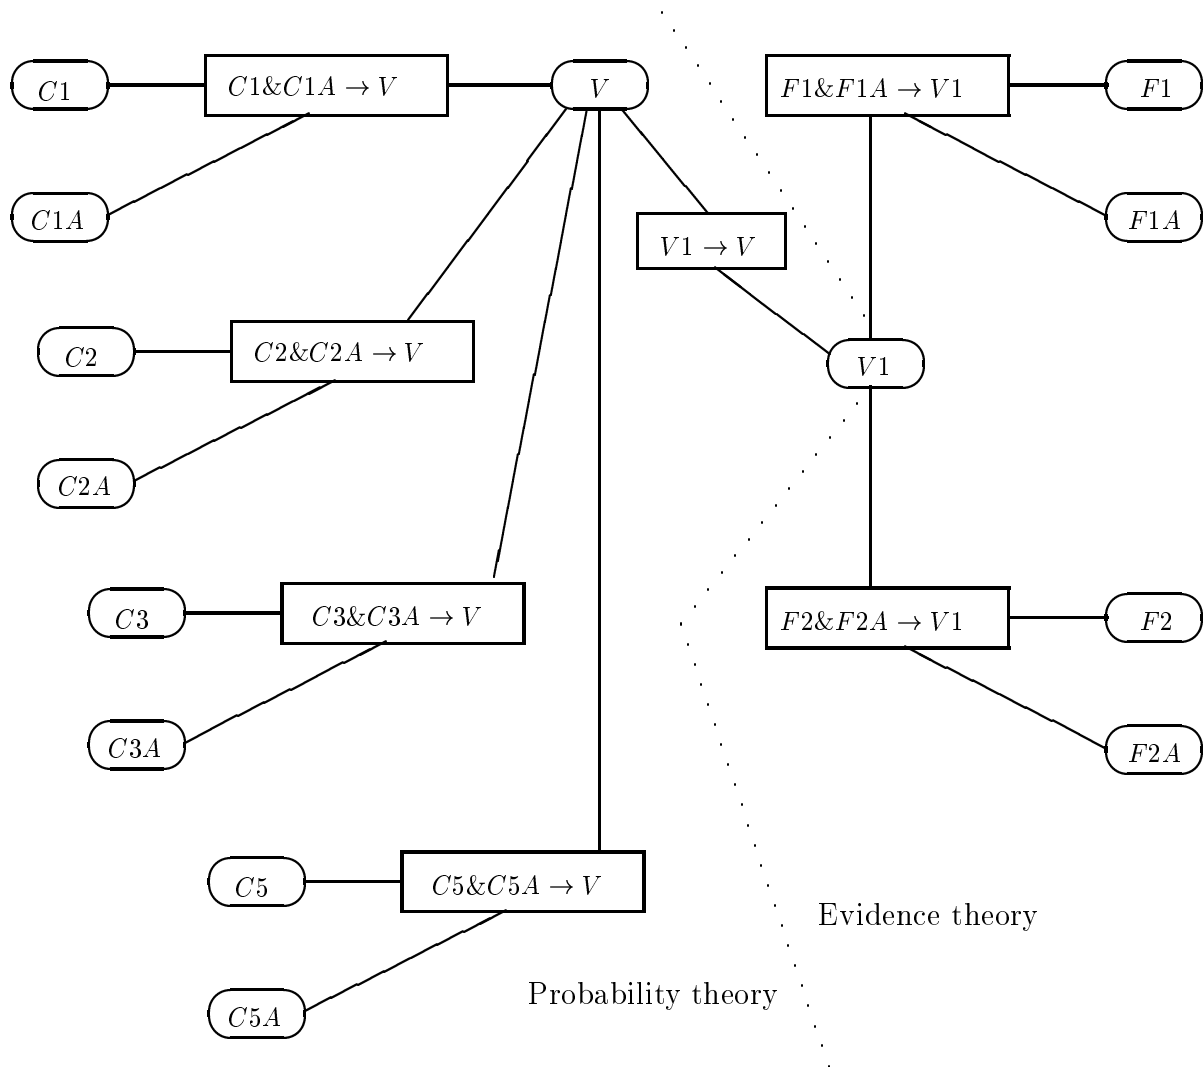 C1
C1&C1A → V
V
F1&F1A → V1
F1
C1A
F1A
V1 → V
C2
C2&C2A → V
V1
C2A
C3
C3&C3A → V
F2&F2A → V1
F2
C3A
F2A
C5
C5&C5A → V
Evidence theory
Probability theory
C5A